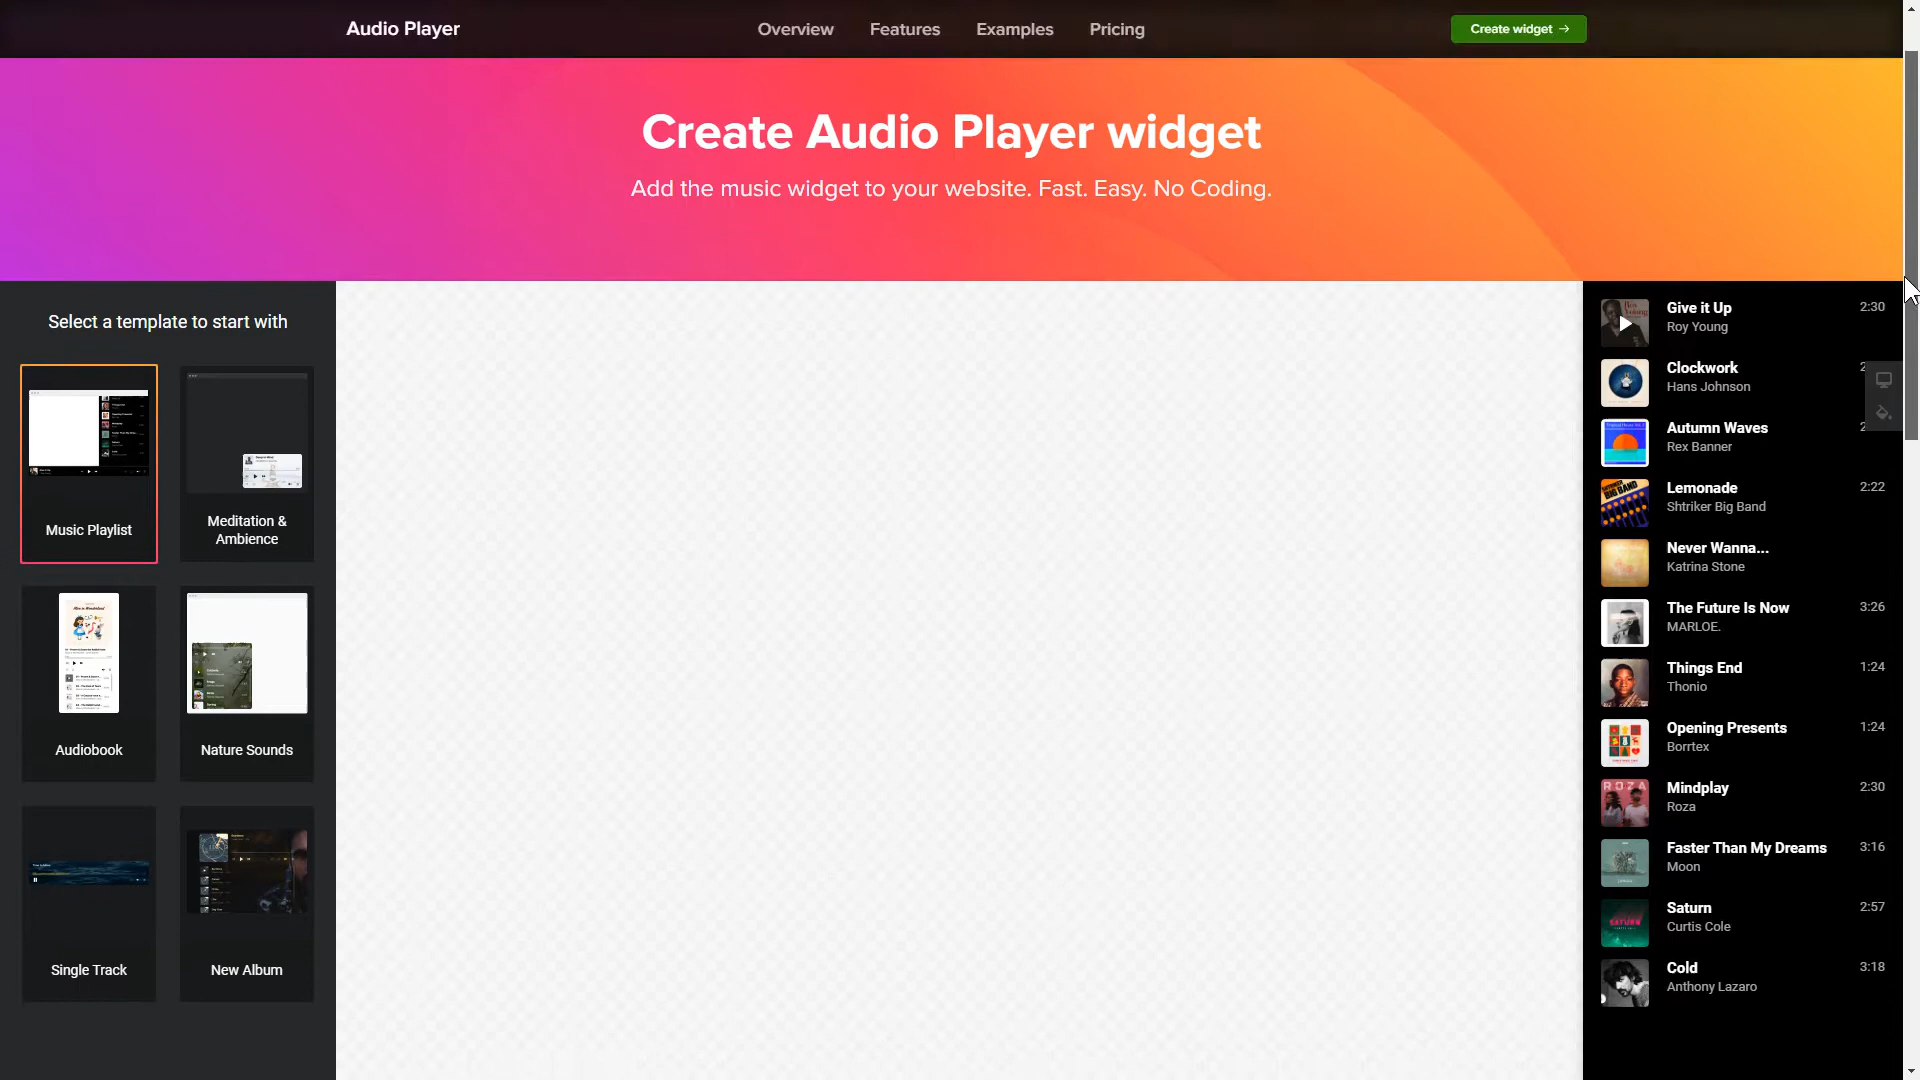 Audio Player
Overview
Features
Examples
Pricing
Create widget →
Create Audio Player widget
Add the music widget to your website. Fast. Easy. No Coding.
Select a template to start with
Music Playlist
Meditation &
Ambience
Audiobook
Nature Sounds
Single Track
New Album
Give it Up
2:30
Roy Young
Clockwork
2
Hans Johnson
Autumn Waves
2
Rex Banner
Lemonade
2:22
Shtriker Big Band
Never Wanna...
Katrina Stone
The Future Is Now
3:26
MARLOE.
Things End
1:24
Thonio
Opening Presents
1:24
Borrtex
Mindplay
2:30
Roza
Faster Than My Dreams
3:16
Moon
Saturn
2:57
Curtis Cole
Cold
3:18
Anthony Lazaro